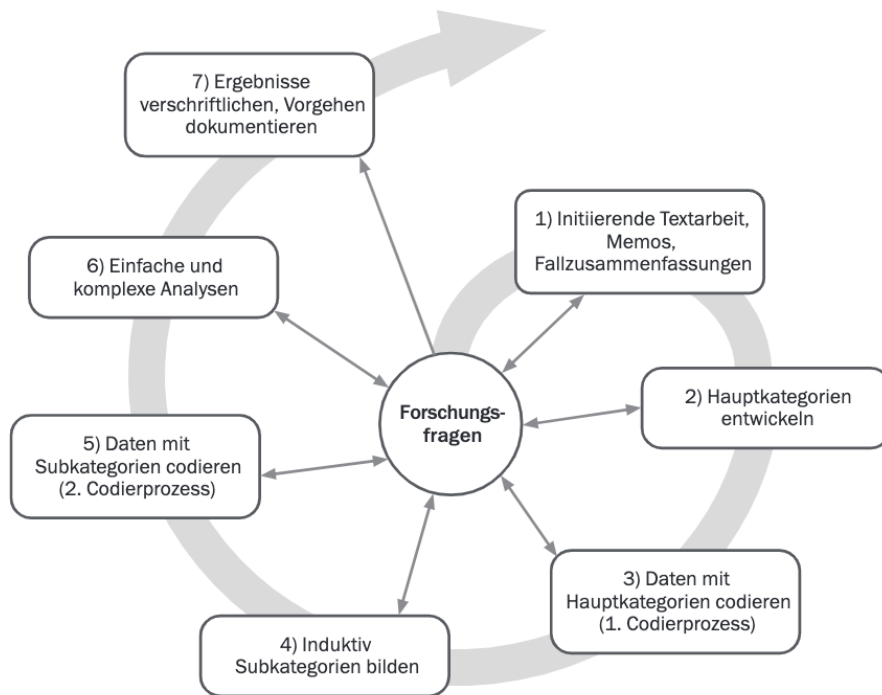 7) Ergebnisse
verschriftlichen, Vorgehen
dokumentieren
1) Initiierende Textarbeit,
Memos,
Fallzusammenfassungen
6) Einfache und
komplexe Analysen
2) Hauptkategorien
entwickeln
Forschungs-
fragen
5) Daten mit
Subkategorien codieren
(2. Codierprozess)
3) Daten mit
Hauptkategorien codieren
(1. Codierprozess)
4) Induktiv
Subkategorien bilden